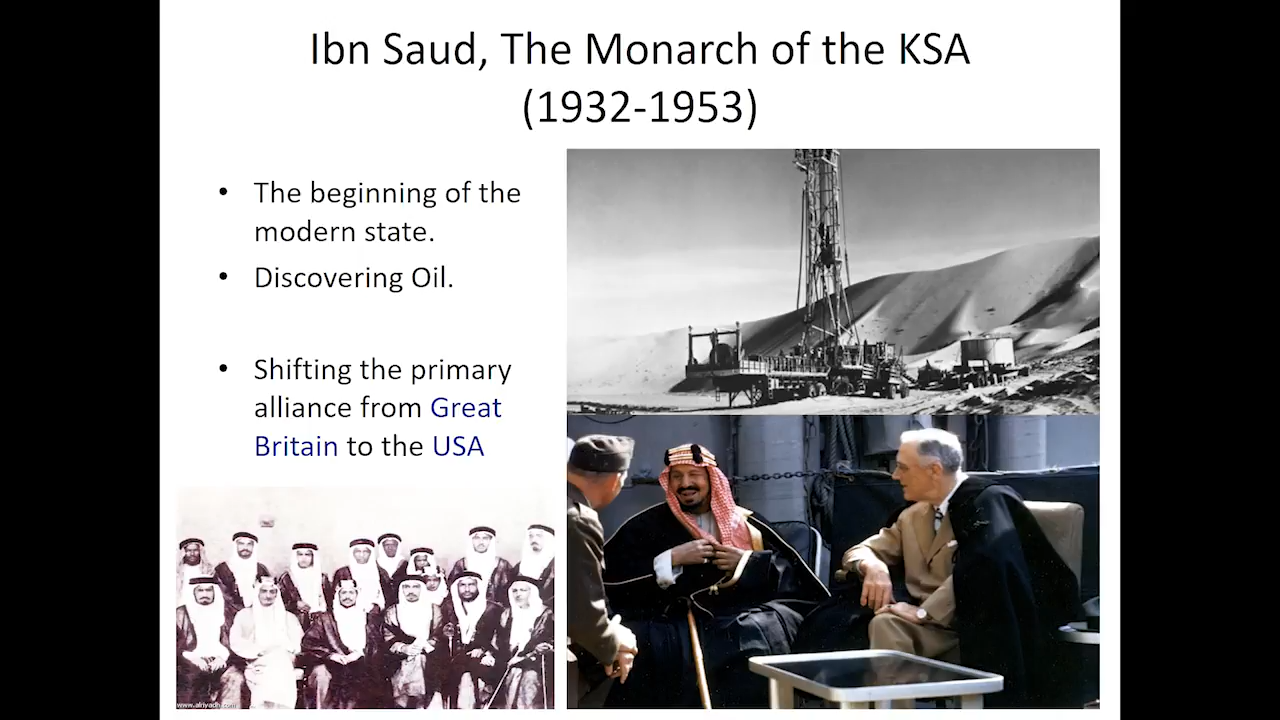 Ibn Saud, The Monarch of the KSA
(1932-1953)
• The beginning of the
modern state.
• Discovering Oil.
• Shifting the primary
alliance from Great
Britain to the USA
www.alriyadh.com